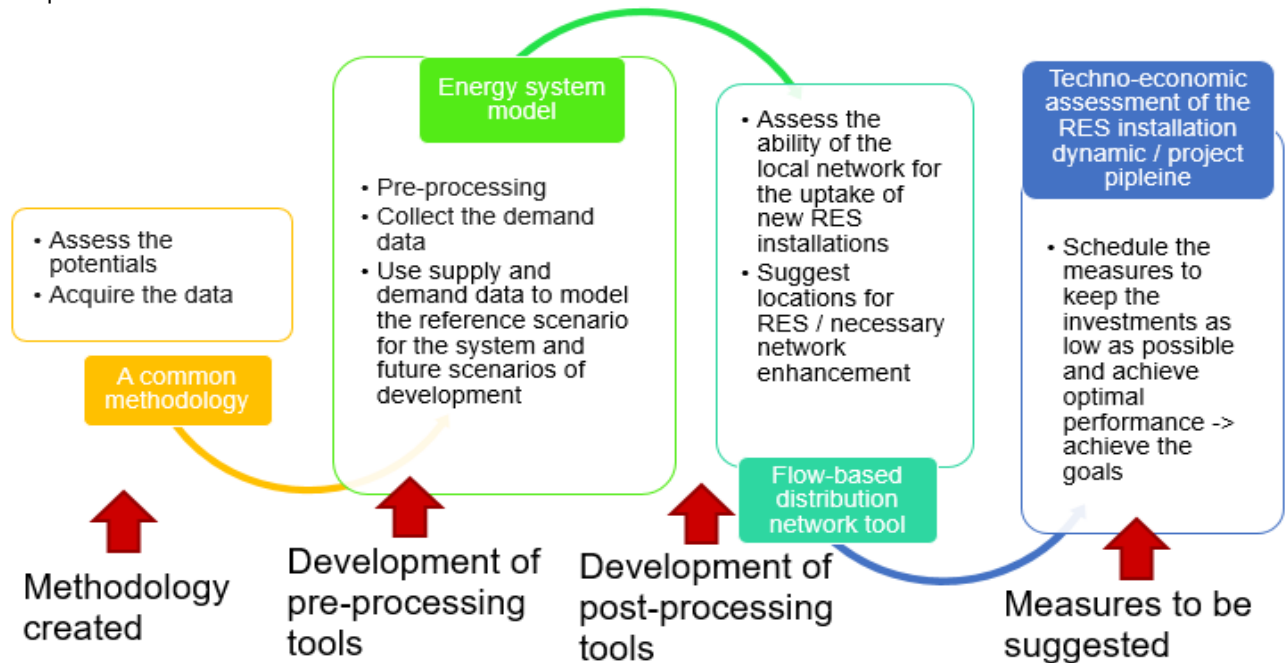 • Assess the
potentials
• Acquire the data
A common
methodology
Energy system
model
• Pre-processing
• Collect the demand
data
• Use supply and
demand data to model
the reference scenario
for the system and
future scenarios of
development
• Assess the
ability of the
local network for
the uptake of
new RES
installations
• Suggest
locations for
RES / necessary
network
enhancement
Flow-based
distribution
network tool
Techno-economic
assessment of the
RES installation
dynamic / project
pipleine
• Schedule the
measures to
keep the
investments as
low as possible
and achieve
optimal
performance ->
achieve the
goals
Methodology
created
Development of
pre-processing
tools
Development of
post-processing
tools
Measures to be
suggested